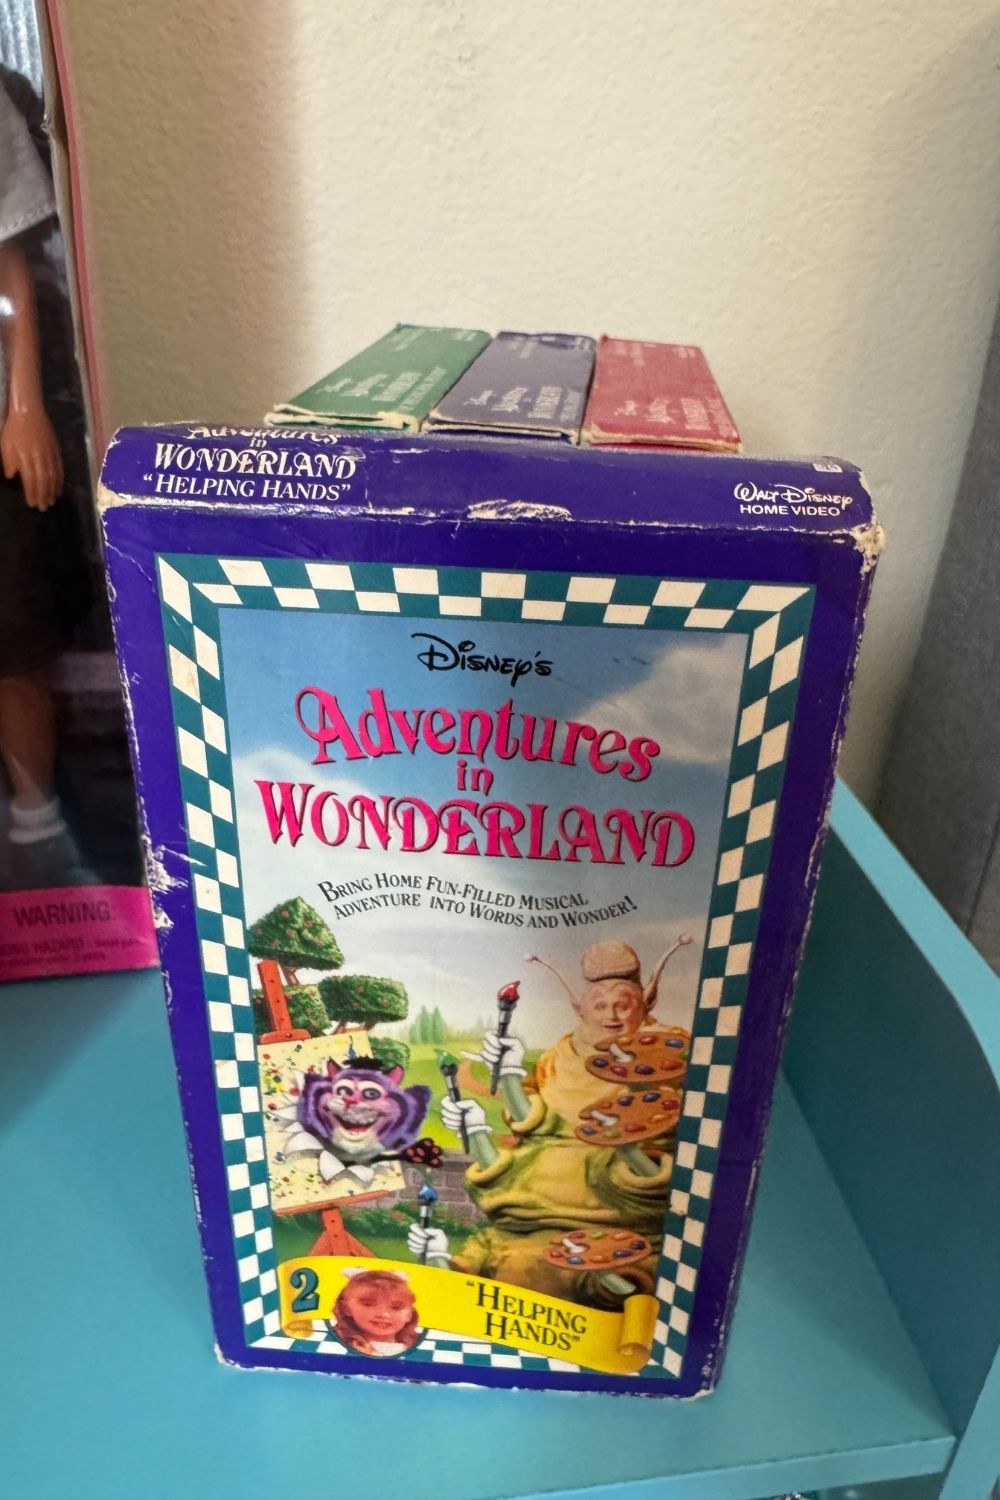 Adventures
in
WONDERLAND
"HELPING HANDS"
WALT DISNEY
HOME VIDEO
DISNEY'S
Adventures
in
WONDERLAND
BRING HOME FUN-FILLED MUSICAL
ADVENTURE INTO WORDS AND WONDER!
2
"HELPING
HANDS"
WARNING: